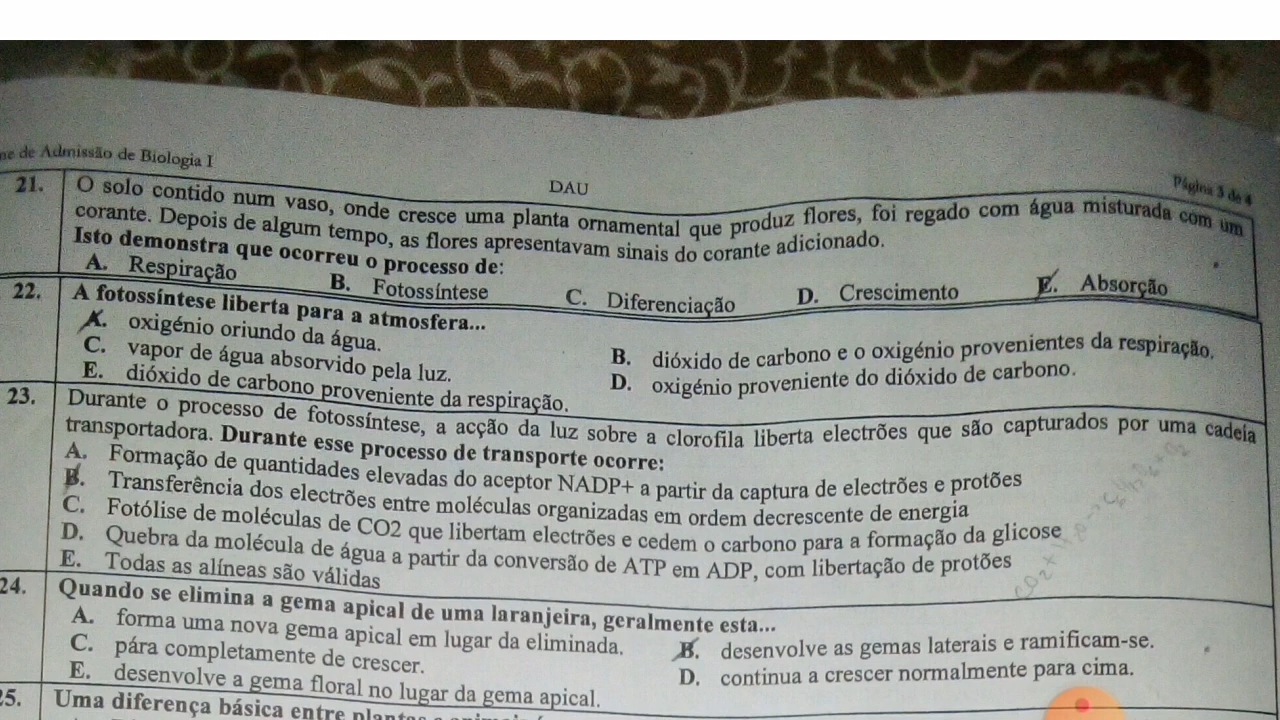 de Admissão de Biologia I
DAU
Página 3 de 4
21. O solo contido num vaso, onde cresce uma planta ornamental que produz flores, foi regado com água misturada com um
corante. Depois de algum tempo, as flores apresentavam sinais do corante adicionado.
Isto demonstra que ocorreu o processo de:
A. Respiração B. Fotossíntese C. Diferenciação D. Crescimento E. Absorção
22. A fotossíntese liberta para a atmosfera...
A. oxigénio oriundo da água. B. dióxido de carbono e o oxigénio provenientes da respiração.
C. vapor de água absorvido pela luz. D. oxigénio proveniente do dióxido de carbono.
E. dióxido de carbono proveniente da respiração.
23. Durante o processo de fotossíntese, a acção da luz sobre a clorofila liberta electrões que são capturados por uma cadeia
transportadora. Durante esse processo de transporte ocorre:
A. Formação de quantidades elevadas do aceptor NADP+ a partir da captura de electrões e protões
B. Transferência dos electrões entre moléculas organizadas em ordem decrescente de energia
C. Fotólise de moléculas de CO2 que libertam electrões e cedem o carbono para a formação da glicose
D. Quebra da molécula de água a partir da conversão de ATP em ADP, com libertação de protões
E. Todas as alíneas são válidas
24. Quando se elimina a gema apical de uma laranjeira, geralmente esta...
A. forma uma nova gema apical em lugar da eliminada. B. desenvolve as gemas laterais e ramificam-se.
C. pára completamente de crescer. D. continua a crescer normalmente para cima.
E. desenvolve a gema floral no lugar da gema apical.
25. Uma diferença básica entre plantas